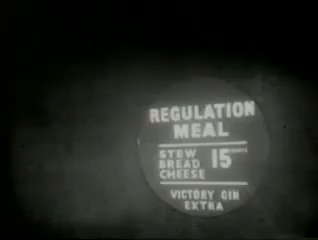 REGULATION
MEAL
STEW
BREAD 15
CHEESE
VICTORY GIN
EXTRA